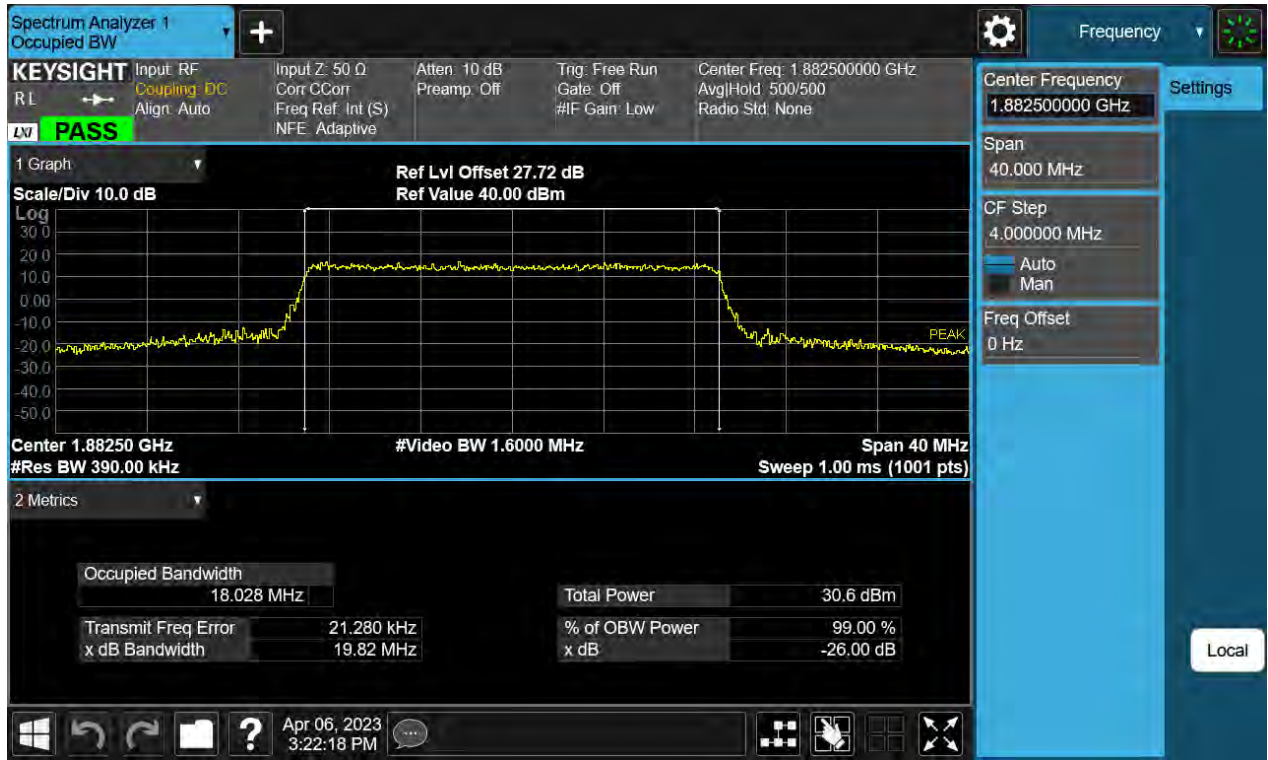 Spectrum Analyzer 1
Occupied BW
Frequency
KEYSIGHT
RL
LXI
PASS
Input: RF
Coupling: DC
Align: Auto
Input Z: 50 Ω
Corr CCorr
Freq Ref: Int (S)
NFE: Adaptive
Atten: 10 dB
Preamp: Off
Trig: Free Run
Gate: Off
#IF Gain: Low
Center Freq: 1.882500000 GHz
Avg|Hold: 500/500
Radio Std: None
Center Frequency
1.882500000 GHz
Settings
Span
40.000 MHz
CF Step
4.000000 MHz
Auto
Man
Freq Offset
0 Hz
Local
1 Graph
Scale/Div 10.0 dB
Ref Lvl Offset 27.72 dB
Ref Value 40.00 dBm
Log
30.0
20.0
10.0
0.00
-10.0
-20.0
-30.0
-40.0
-50.0
PEAK
Center 1.88250 GHz
#Video BW 1.6000 MHz
Span 40 MHz
#Res BW 390.00 kHz
Sweep 1.00 ms (1001 pts)
2 Metrics
Occupied Bandwidth
18.028 MHz
Total Power 30.6 dBm
Transmit Freq Error 21.280 kHz
% of OBW Power 99.00 %
x dB Bandwidth 19.82 MHz
x dB -26.00 dB
?
Apr 06, 2023
3:22:18 PM